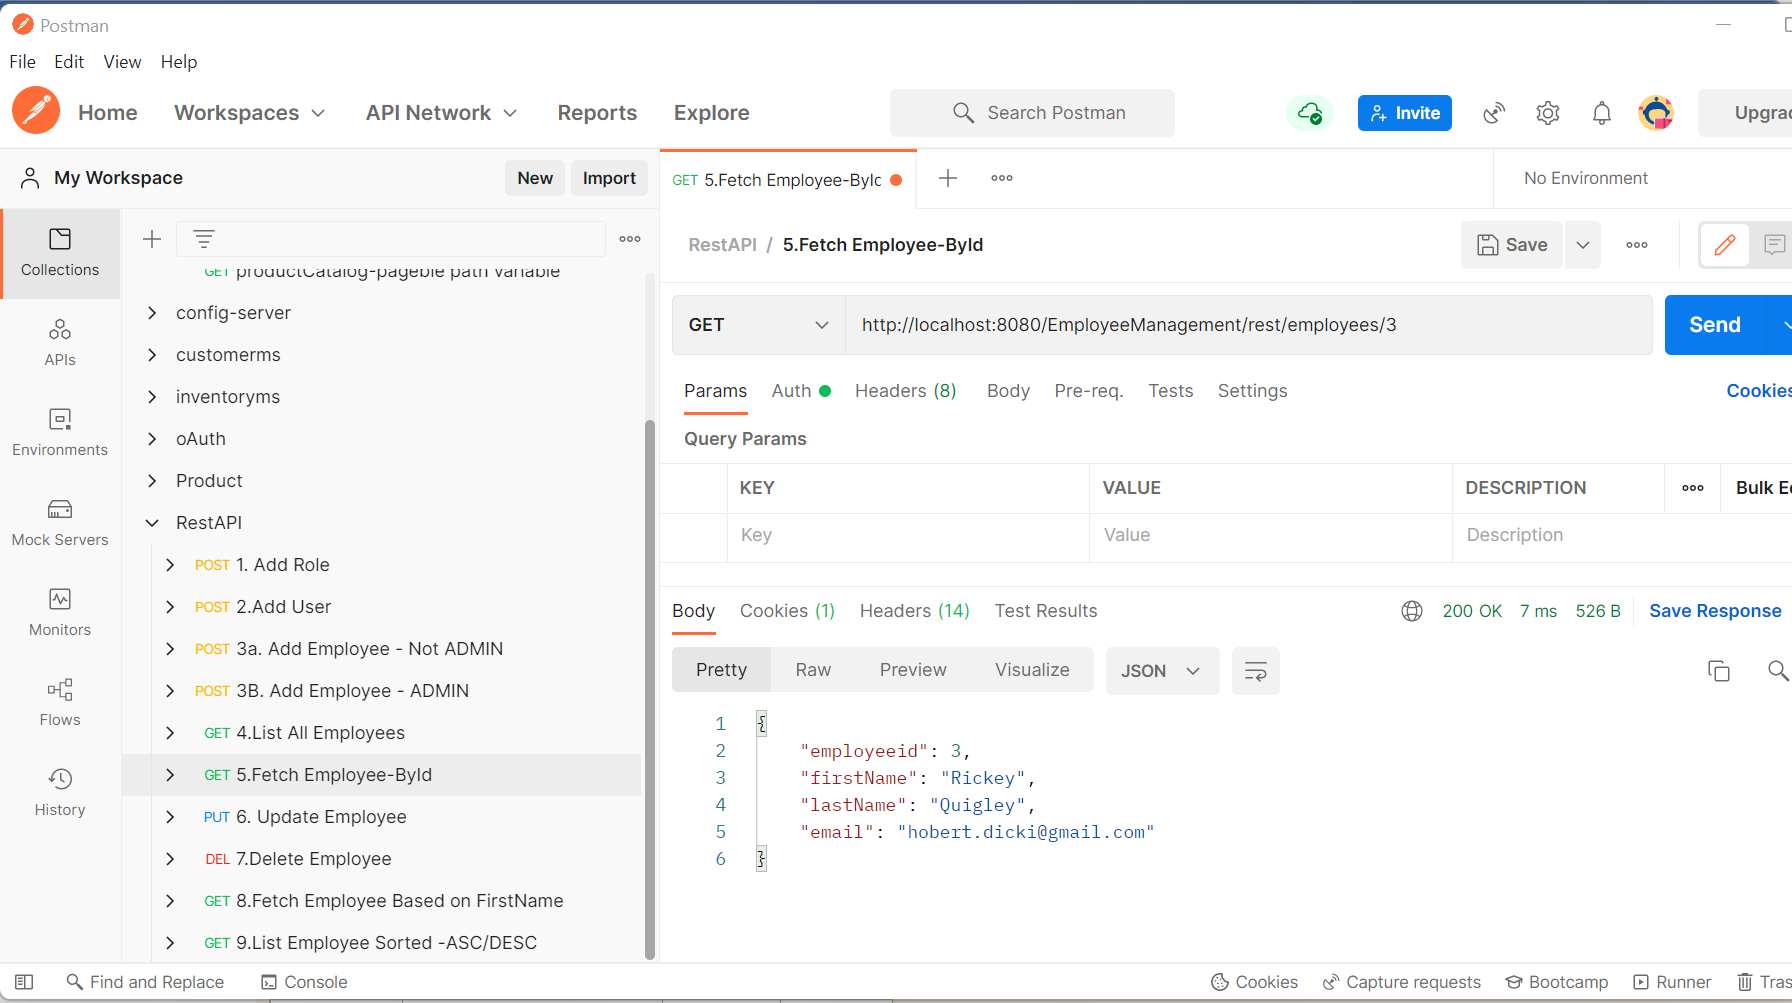 Postman
File Edit View Help
Home Workspaces API Network Reports Explore Search Postman Invite Upgrad
My Workspace New Import
GET 5.Fetch Employee-ById No Environment
RestAPI / 5.Fetch Employee-ById Save
Collections
APIs
Environments
Mock Servers
Monitors
Flows
History
GET productCatalog-pageble path variable
config-server
customerms
inventoryms
oAuth
Product
RestAPI
POST 1. Add Role
POST 2.Add User
POST 3a. Add Employee - Not ADMIN
POST 3B. Add Employee - ADMIN
GET 4.List All Employees
GET 5.Fetch Employee-ById
PUT 6. Update Employee
DEL 7.Delete Employee
GET 8.Fetch Employee Based on FirstName
GET 9.List Employee Sorted -ASC/DESC
GET http://localhost:8080/EmployeeManagement/rest/employees/3 Send
Params Auth Headers (8) Body Pre-req. Tests Settings Cookies
Query Params
KEY VALUE DESCRIPTION Bulk E
Key Value Description
Body Cookies (1) Headers (14) Test Results 200 OK 7 ms 526 B Save Response
Pretty Raw Preview Visualize JSON
1 {
2 "employeeid": 3,
3 "firstName": "Rickey",
4 "lastName": "Quigley",
5 "email": "hobert.dicki@gmail.com"
6 }
Find and Replace Console Cookies Capture requests Bootcamp Runner Tras